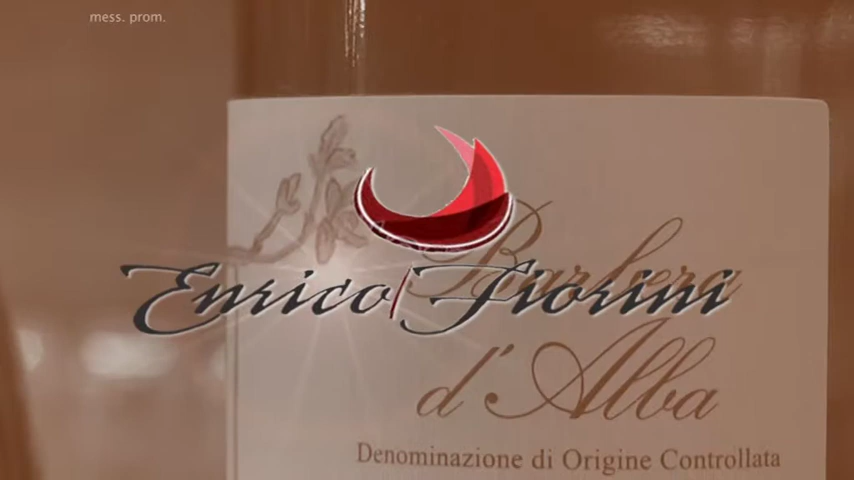 mess. prom.
Enrico Fiorini
Barbera
d'Alba
Denominazione di Origine Controllata